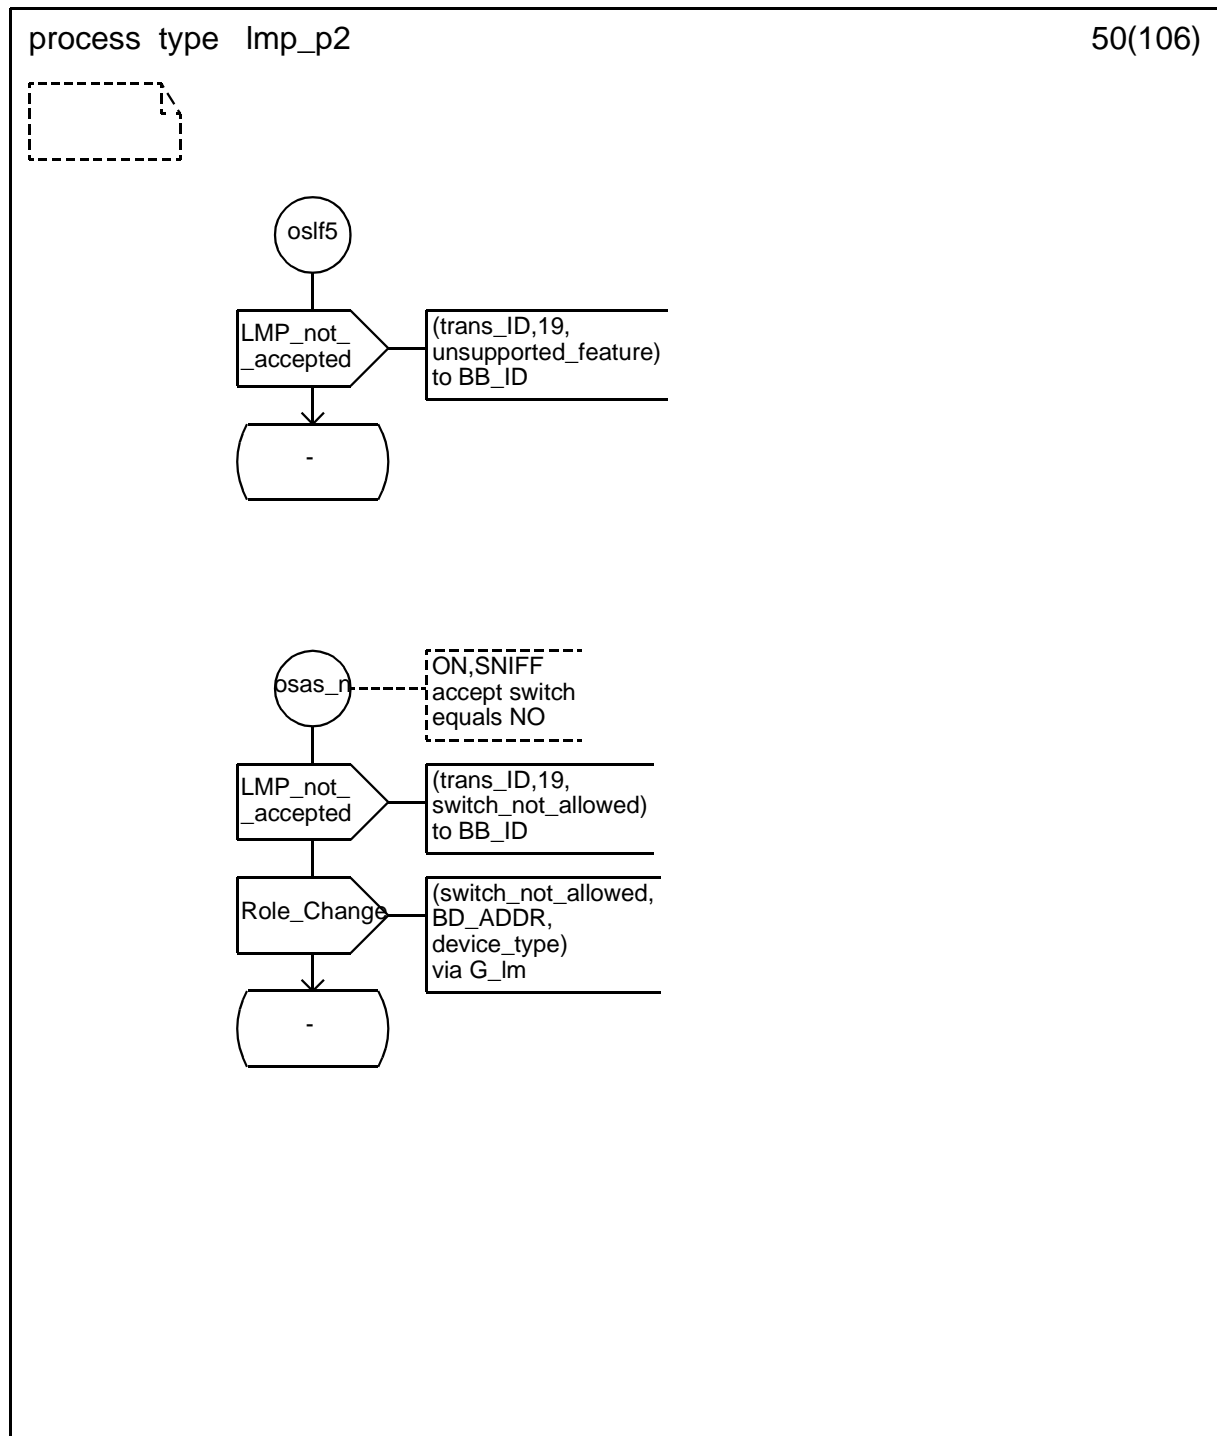 process type lmp_p2
50(106)
oslf5
LMP_not_
_accepted
(trans_ID,19,
unsupported_feature)
to BB_ID
-
osas_n
ON,SNIFF
accept switch
equals NO
LMP_not_
_accepted
(trans_ID,19,
switch_not_allowed)
to BB_ID
Role_Change
(switch_not_allowed,
BD_ADDR,
device_type)
via G_lm
-